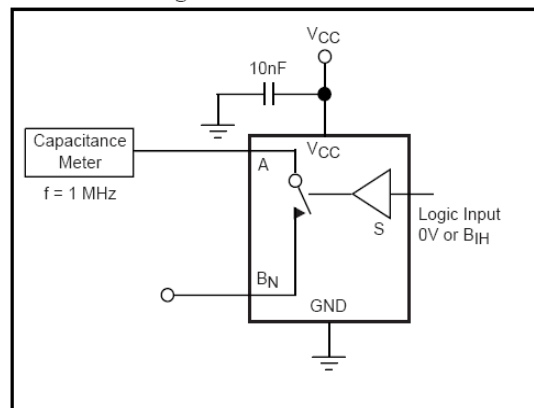 VCC
10nF
Capacitance
Meter
f = 1 MHz
VCC
A
S
Logic Input
0V or BIH
BN
GND